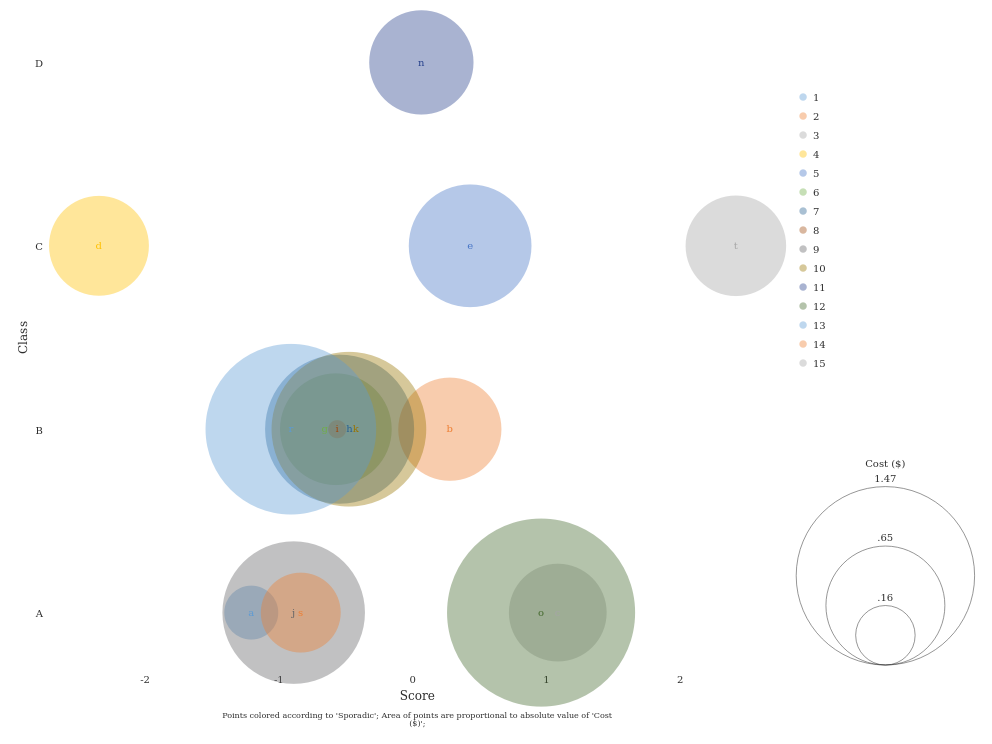 D
n
C
d
e
t
B
i
h
k
b
A
a
j
s
o
Class
-2
-1
0
1
2
Score
Points colored according to 'Sporadic'; Area of points are proportional to absolute value of 'Cost
($)';
1
2
3
4
5
6
7
8
9
10
11
12
13
14
15
Cost ($)
1.47
.65
.16